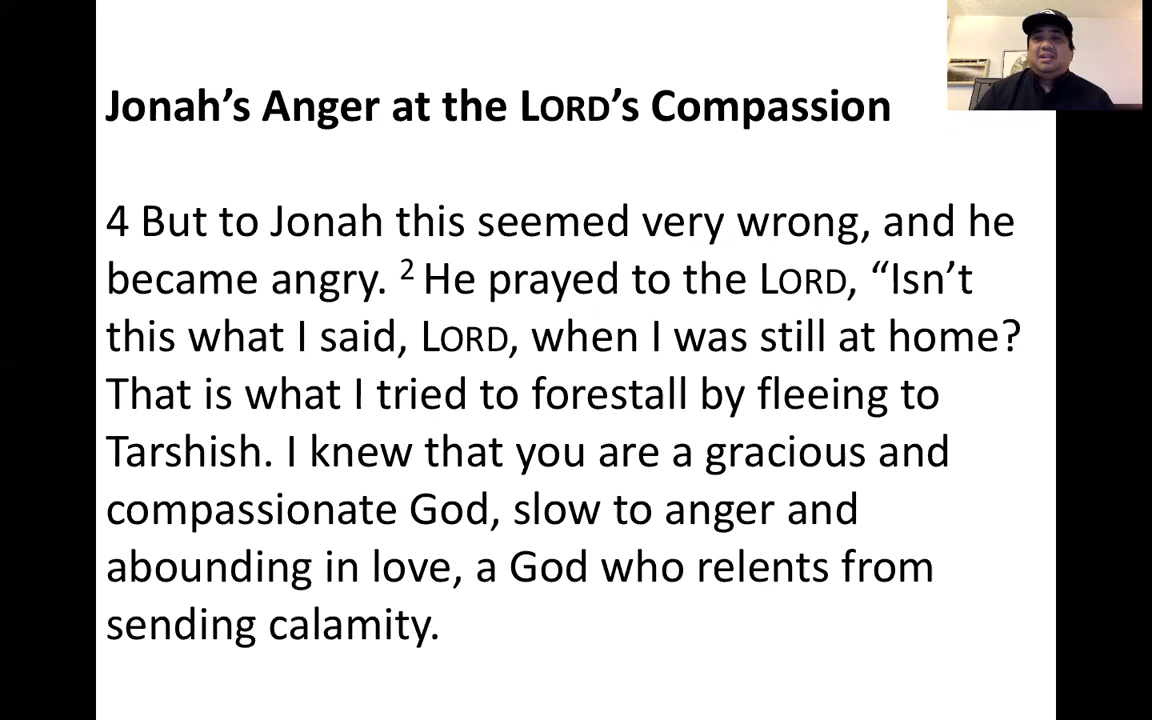 Jonah’s Anger at the LORD’s Compassion
4 But to Jonah this seemed very wrong, and he
became angry. 2 He prayed to the LORD, “Isn’t
this what I said, LORD, when I was still at home?
That is what I tried to forestall by fleeing to
Tarshish. I knew that you are a gracious and
compassionate God, slow to anger and
abounding in love, a God who relents from
sending calamity.